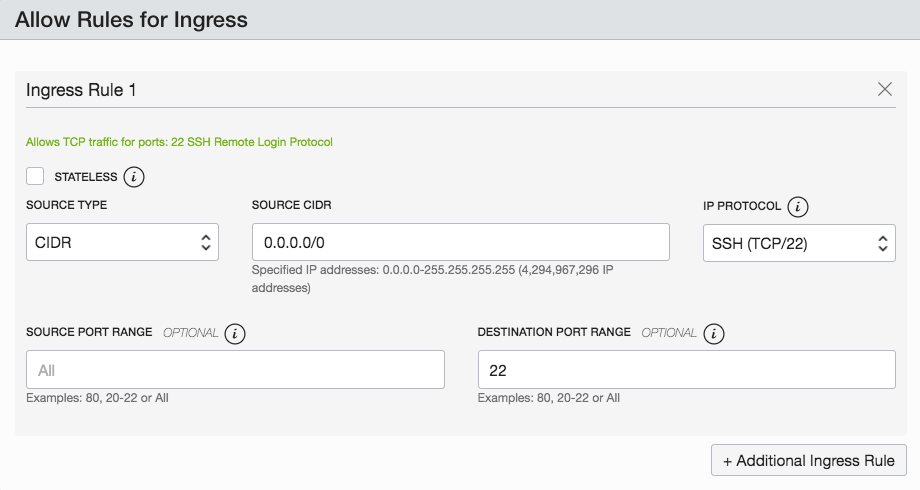 Allow Rules for Ingress
Ingress Rule 1
Allows TCP traffic for ports: 22 SSH Remote Login Protocol
STATELESS i
SOURCE TYPE
SOURCE CIDR
IP PROTOCOL i
CIDR
0.0.0.0/0
SSH (TCP/22)
Specified IP addresses: 0.0.0.0-255.255.255.255 (4,294,967,296 IP
addresses)
SOURCE PORT RANGE OPTIONAL i
DESTINATION PORT RANGE OPTIONAL i
All
22
Examples: 80, 20-22 or All
Examples: 80, 20-22 or All
+ Additional Ingress Rule